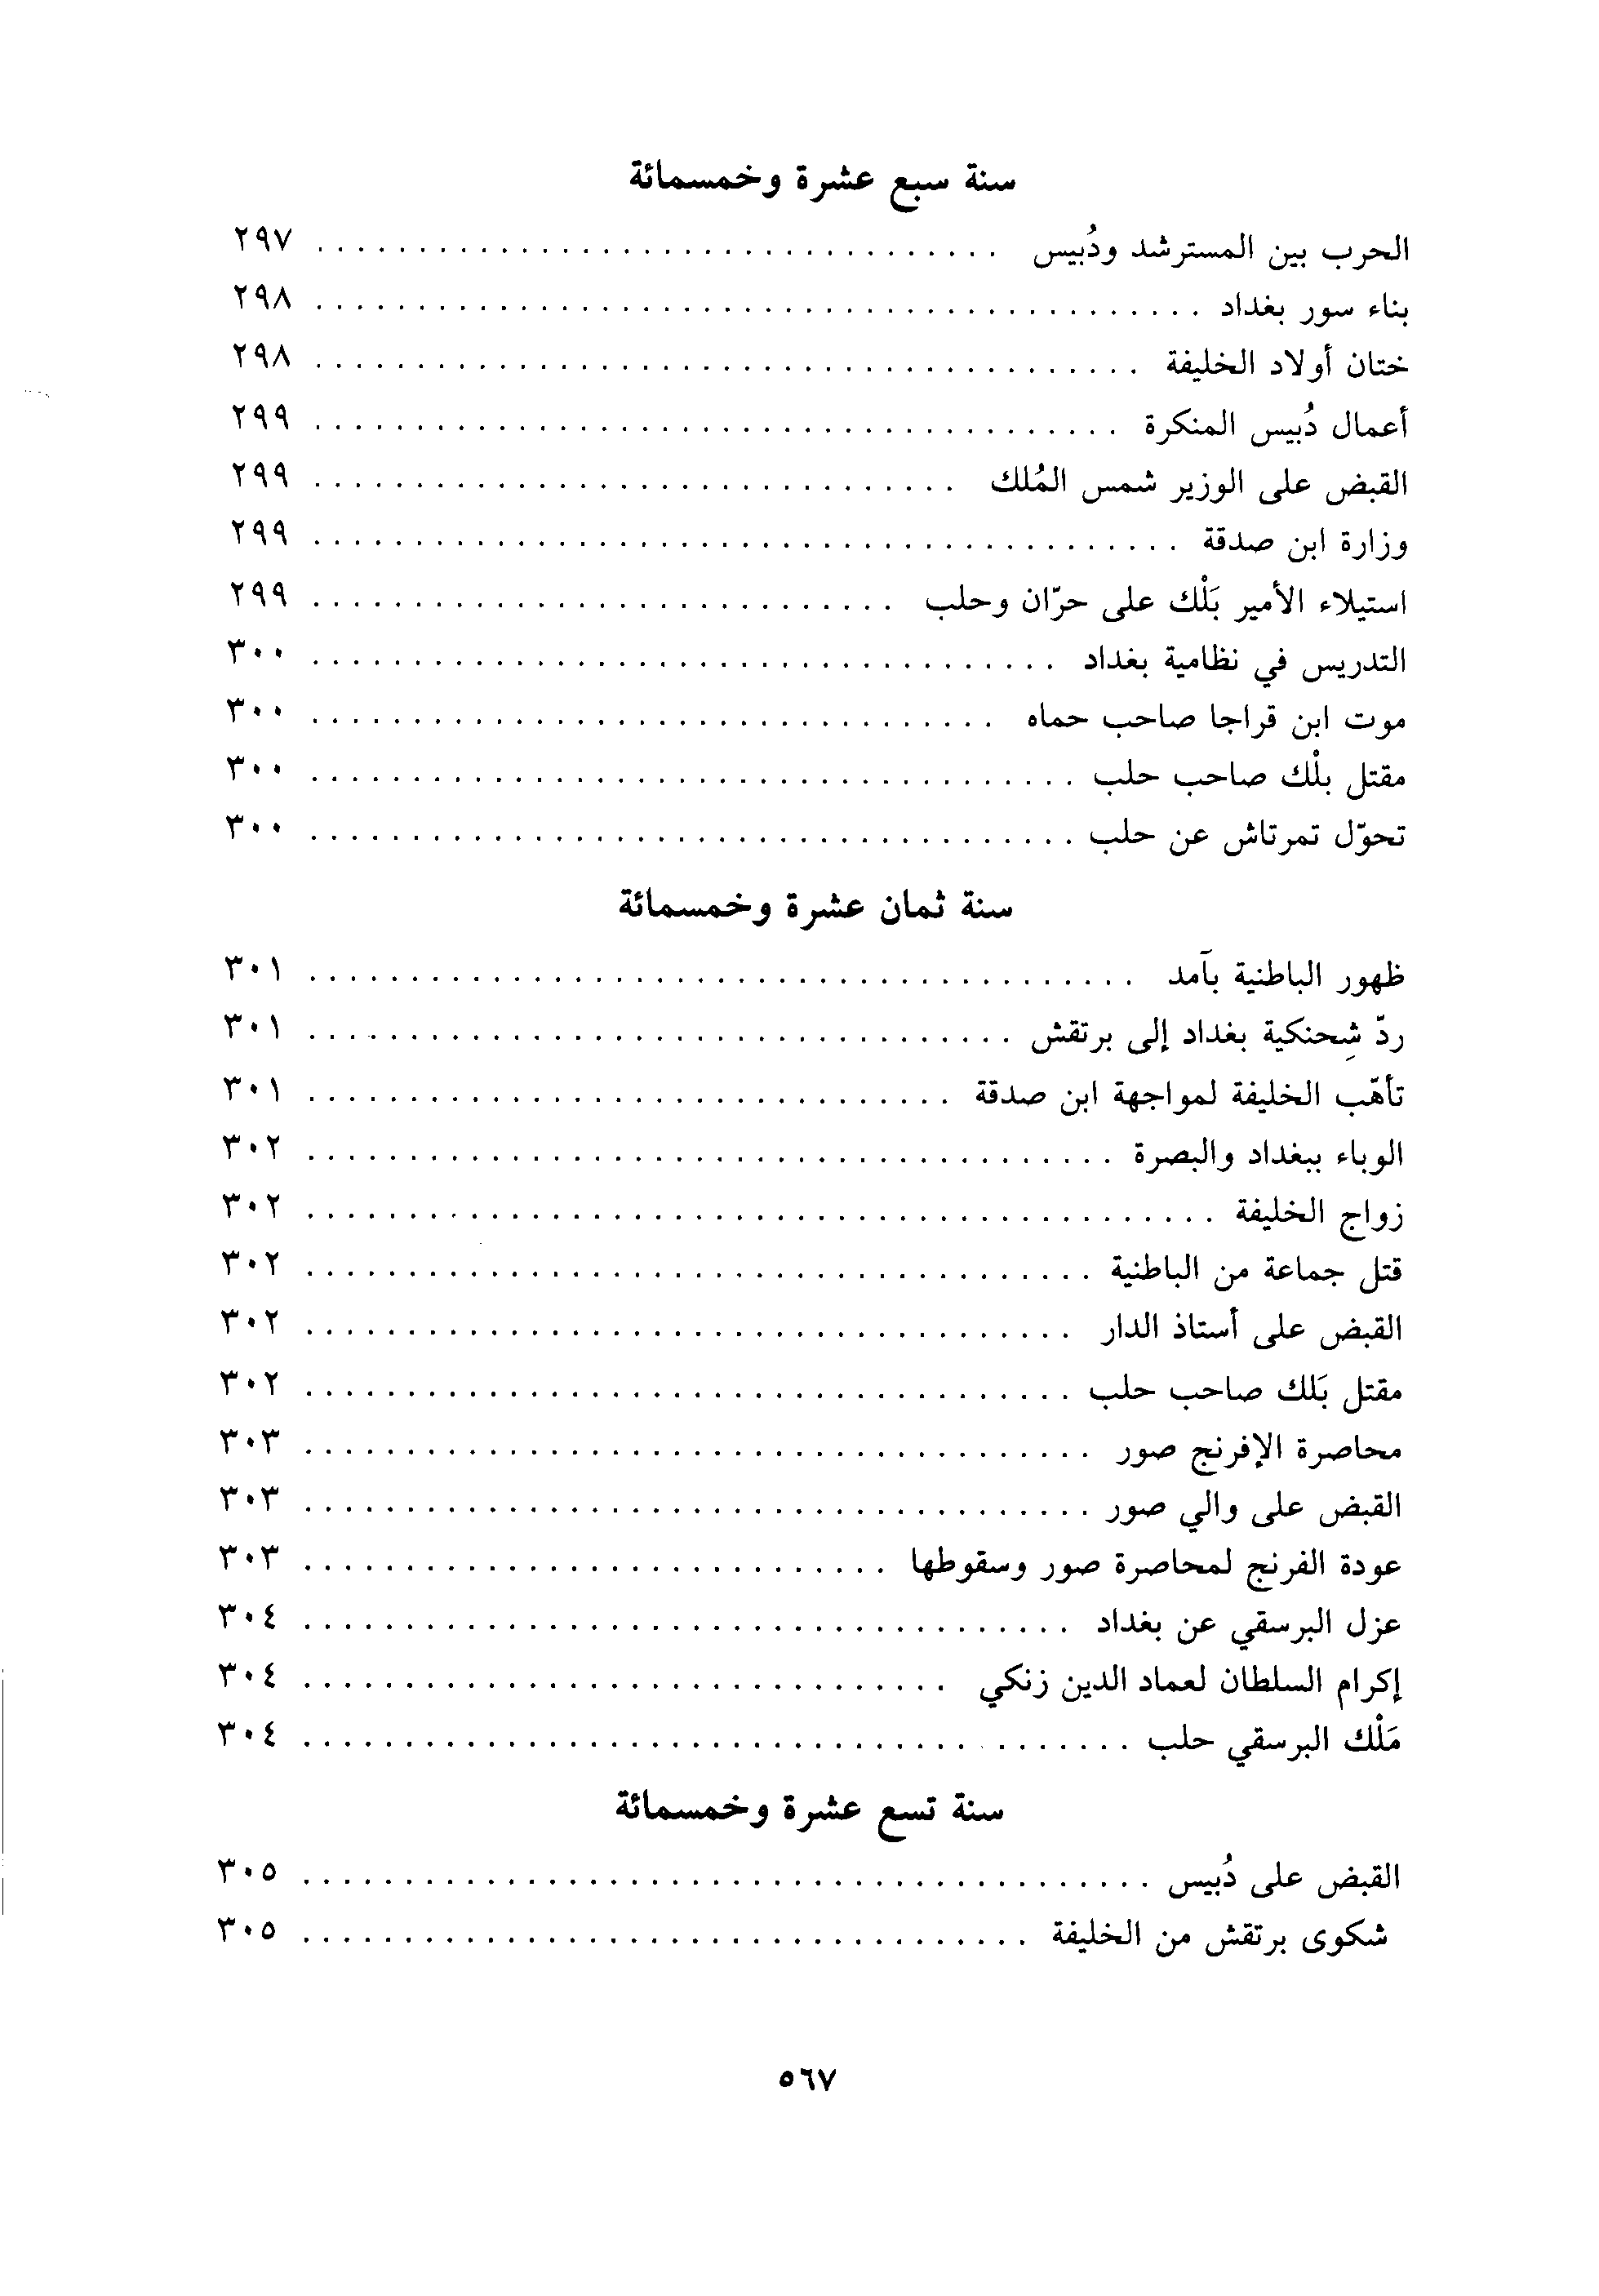 سنة سبع عشرة وخمسمائة
الحرب بين المسترشد ودُبيس . . . . . . . . . . . . . . . . . . . . ٢٩٧
بناء سور بغداد . . . . . . . . . . . . . . . . . . . . ٢٩٨
ختان أولاد الخليفة . . . . . . . . . . . . . . . . . . . . ٢٩٨
أعمال دُبيس المنكرة . . . . . . . . . . . . . . . . . . . . ٢٩٩
القبض على الوزير شمس المُلك . . . . . . . . . . . . . . . . . . . . ٢٩٩
وزارة ابن صدقة . . . . . . . . . . . . . . . . . . . . ٢٩٩
استيلاء الأمير بَلْك على حرّان وحلب . . . . . . . . . . . . . . . . . . . . ٢٩٩
التدريس في نظامية بغداد . . . . . . . . . . . . . . . . . . . . ٣٠٠
موت ابن قراجا صاحب حماه . . . . . . . . . . . . . . . . . . . . ٣٠٠
مقتل بلْك صاحب حلب . . . . . . . . . . . . . . . . . . . . ٣٠٠
تحوّل تمرتاش عن حلب . . . . . . . . . . . . . . . . . . . . ٣٠٠
سنة ثمان عشرة وخمسمائة
ظهور الباطنية بآمد . . . . . . . . . . . . . . . . . . . . ٣٠١
ردّ شِحنكية بغداد إلى برتقش . . . . . . . . . . . . . . . . . . . . ٣٠١
تأهّب الخليفة لمواجهة ابن صدقة . . . . . . . . . . . . . . . . . . . . ٣٠١
الوباء ببغداد والبصرة . . . . . . . . . . . . . . . . . . . . ٣٠٢
زواج الخليفة . . . . . . . . . . . . . . . . . . . . ٣٠٢
قتل جماعة من الباطنية . . . . . . . . . . . . . . . . . . . . ٣٠٢
القبض على أستاذ الدار . . . . . . . . . . . . . . . . . . . . ٣٠٢
مقتل بَلك صاحب حلب . . . . . . . . . . . . . . . . . . . . ٣٠٢
محاصرة الإفرنج صور . . . . . . . . . . . . . . . . . . . . ٣٠٣
القبض على والي صور . . . . . . . . . . . . . . . . . . . . ٣٠٣
عودة الفرنج لمحاصرة صور وسقوطها . . . . . . . . . . . . . . . . . . . . ٣٠٣
عزل البرسقي عن بغداد . . . . . . . . . . . . . . . . . . . . ٣٠٤
إكرام السلطان لعماد الدين زنكي . . . . . . . . . . . . . . . . . . . . ٣٠٤
مَلْك البرسقي حلب . . . . . . . . . . . . . . . . . . . . ٣٠٤
سنة تسع عشرة وخمسمائة
القبض على دُبيس . . . . . . . . . . . . . . . . . . . . ٣٠٥
شكوى برتقش من الخليفة . . . . . . . . . . . . . . . . . . . . ٣٠٥
٥٦٧